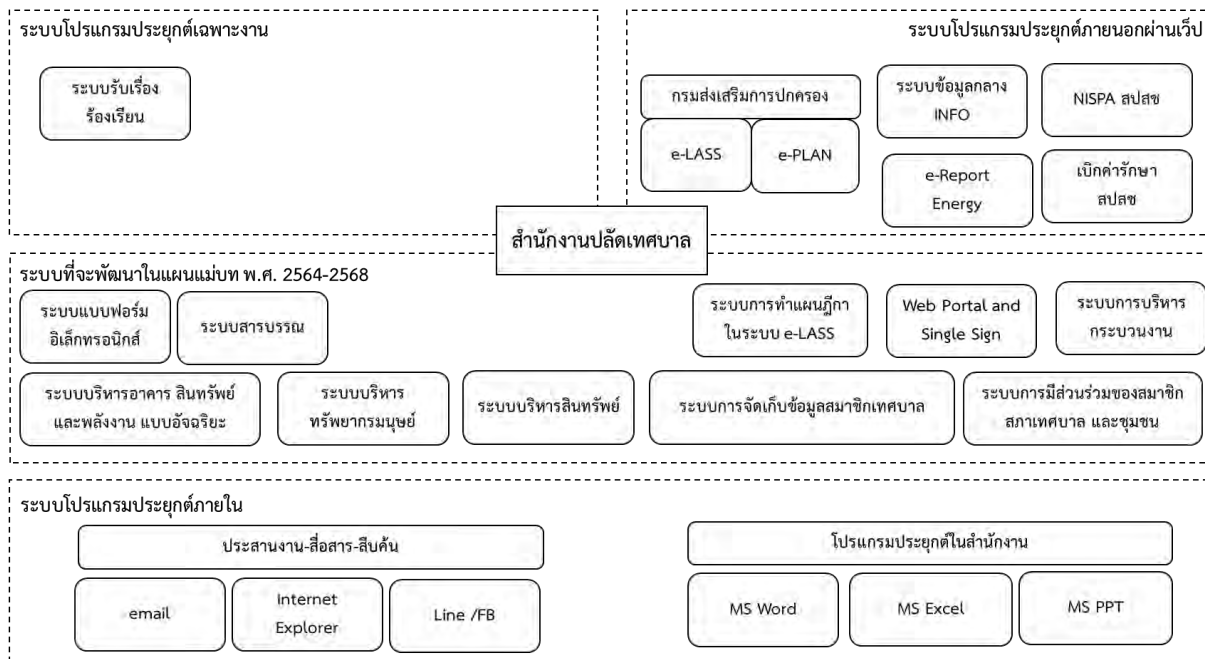 ระบบโปรแกรมประยุกต์เฉพาะงาน
ระบบรับเรื่อง
ร้องเรียน
ระบบโปรแกรมประยุกต์ภายนอกผ่านเว็ป
กรมส่งเสริมการปกครอง
e-LASS
e-PLAN
ระบบข้อมูลกลาง
INFO
NISPA สปสช
e-Report
Energy
เบิกค่ารักษา
สปสช
สำนักงานปลัดเทศบาล
ระบบที่จะพัฒนาในแผนแม่บท พ.ศ. 2564-2568
ระบบแบบฟอร์ม
อิเล็กทรอนิกส์
ระบบสารบรรณ
ระบบการทำแผนฎีกา
ในระบบ e-LASS
Web Portal and
Single Sign
ระบบการบริหาร
กระบวนงาน
ระบบบริหารอาคาร สินทรัพย์
และพลังงาน แบบอัจฉริยะ
ระบบบริหาร
ทรัพยากรมนุษย์
ระบบบริหารสินทรัพย์
ระบบการจัดเก็บข้อมูลสมาชิกเทศบาล
ระบบการมีส่วนร่วมของสมาชิก
สภาเทศบาล และชุมชน
ระบบโปรแกรมประยุกต์ภายใน
ประสานงาน-สื่อสาร-สืบค้น
email
Internet
Explorer
Line /FB
โปรแกรมประยุกต์ในสำนักงาน
MS Word
MS Excel
MS PPT